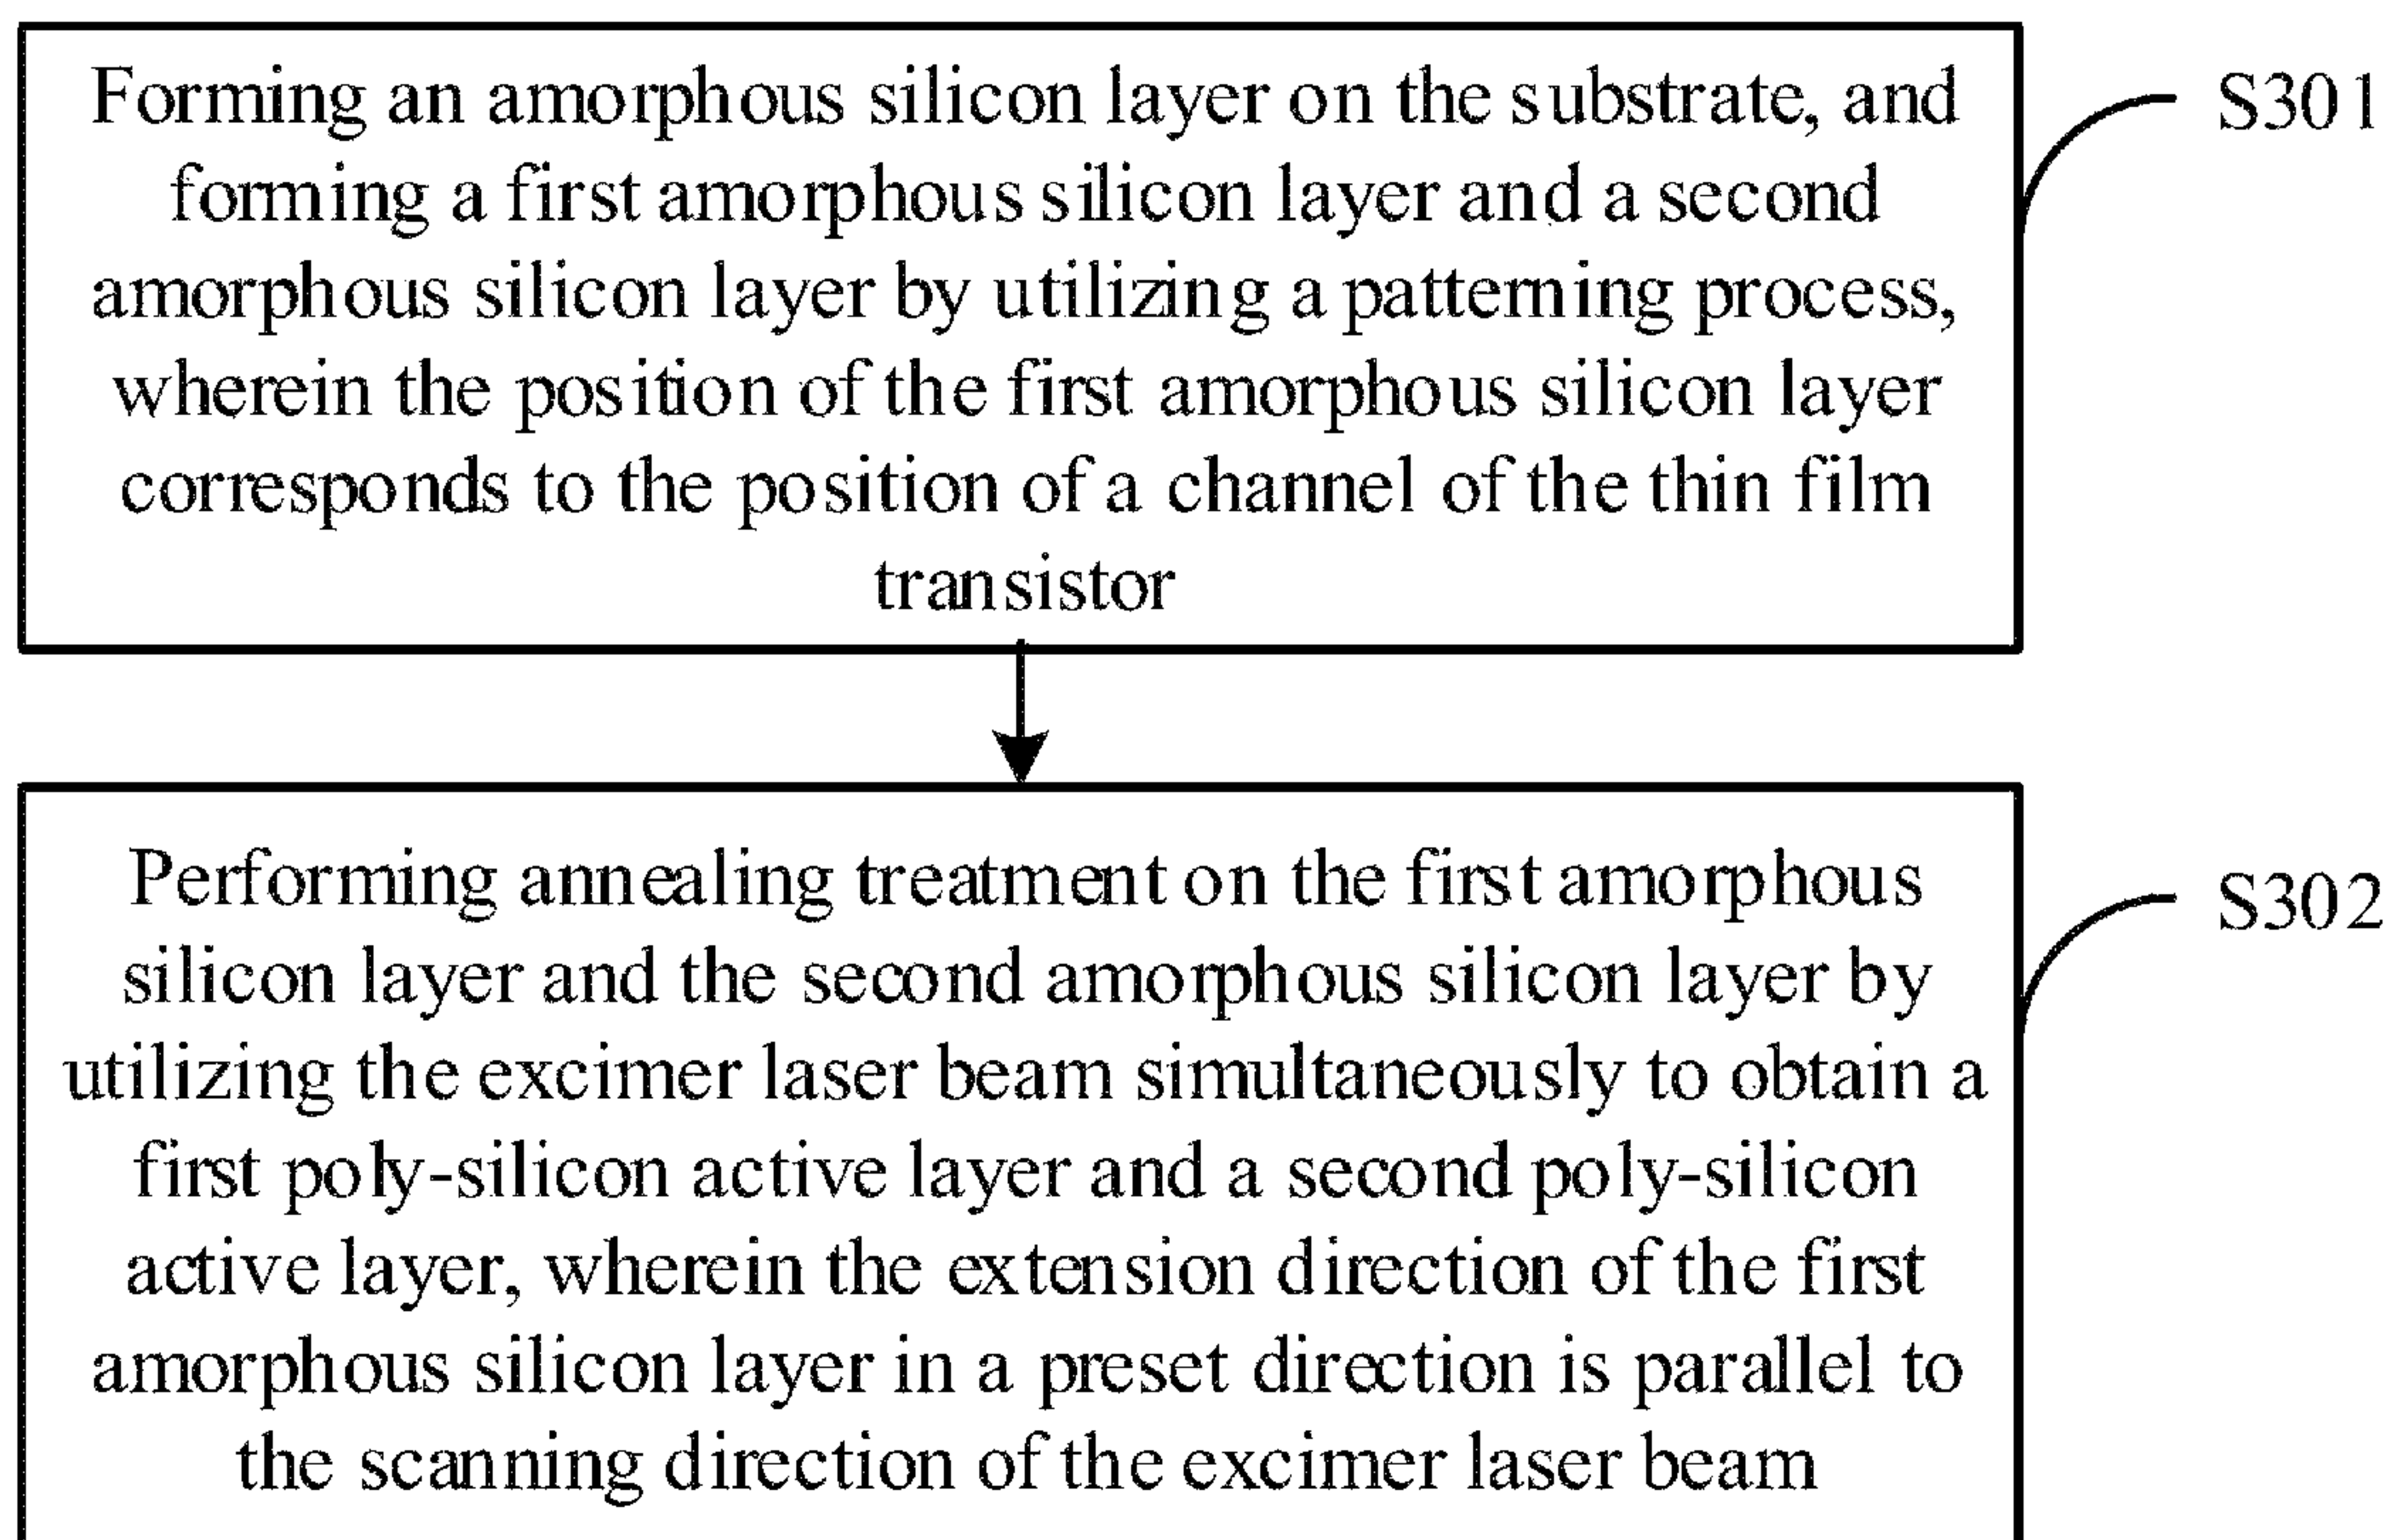 Forming an amorphous silicon layer on the substrate, and
forming a first amorphous silicon layer and a second
amorphous silicon layer by utilizing a patterning process,
wherein the position of the first amorphous silicon layer
corresponds to the position of a channel of the thin film
transistor
S301
Performing annealing treatment on the first amorphous
silicon layer and the second amorphous silicon layer by
utilizing the excimer laser beam simultaneously to obtain a
first poly-silicon active layer and a second poly-silicon
active layer, wherein the extension direction of the first
amorphous silicon layer in a preset direction is parallel to
the scanning direction of the excimer laser beam
S302